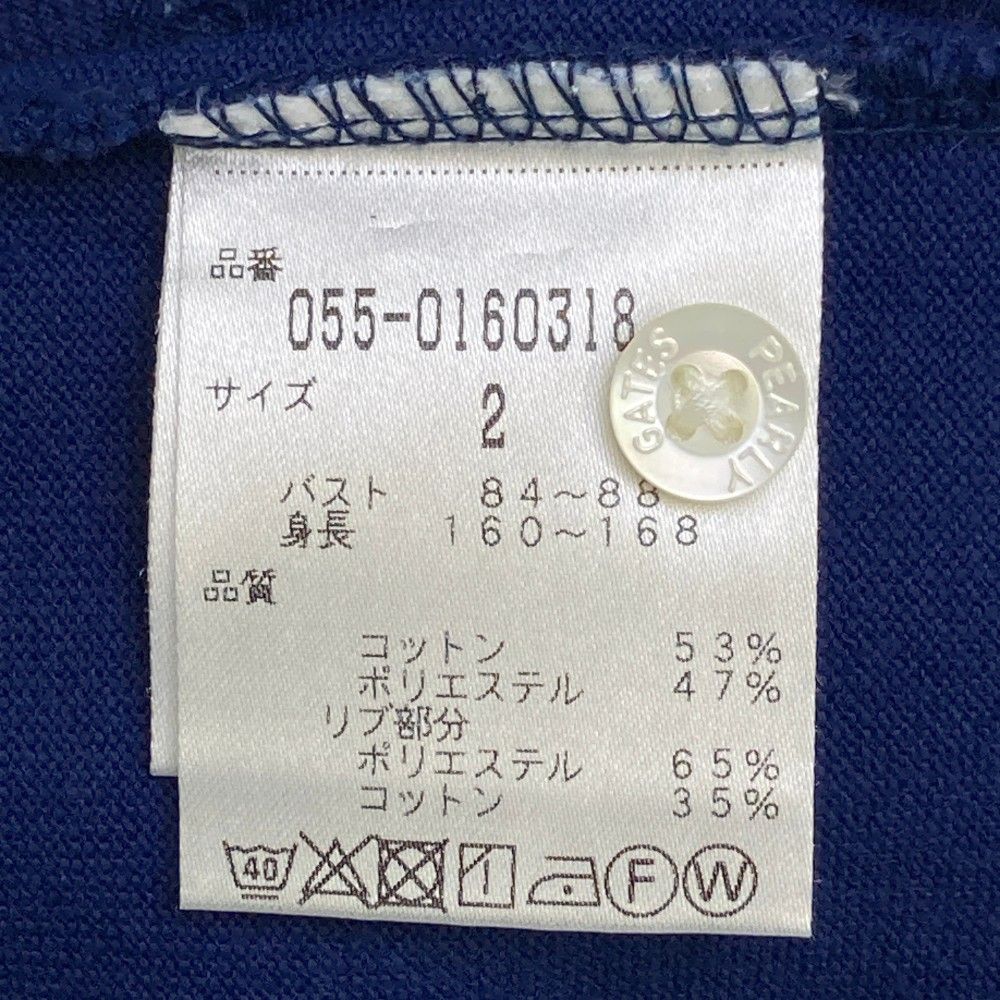 品番
055-0160318
サイズ 2
バスト 84～88
身長 160～168
品質
コットン 53%
ポリエステル 47%
リブ部分
ポリエステル 65%
コットン 35%
40 F W
PEARLY GATES